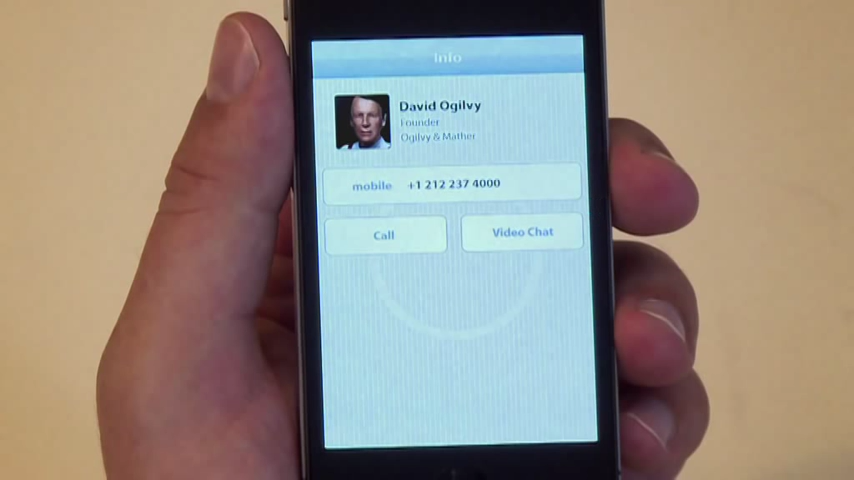 Info
David Ogilvy
Founder
Ogilvy & Mather
mobile +1 212 237 4000
Call Video Chat